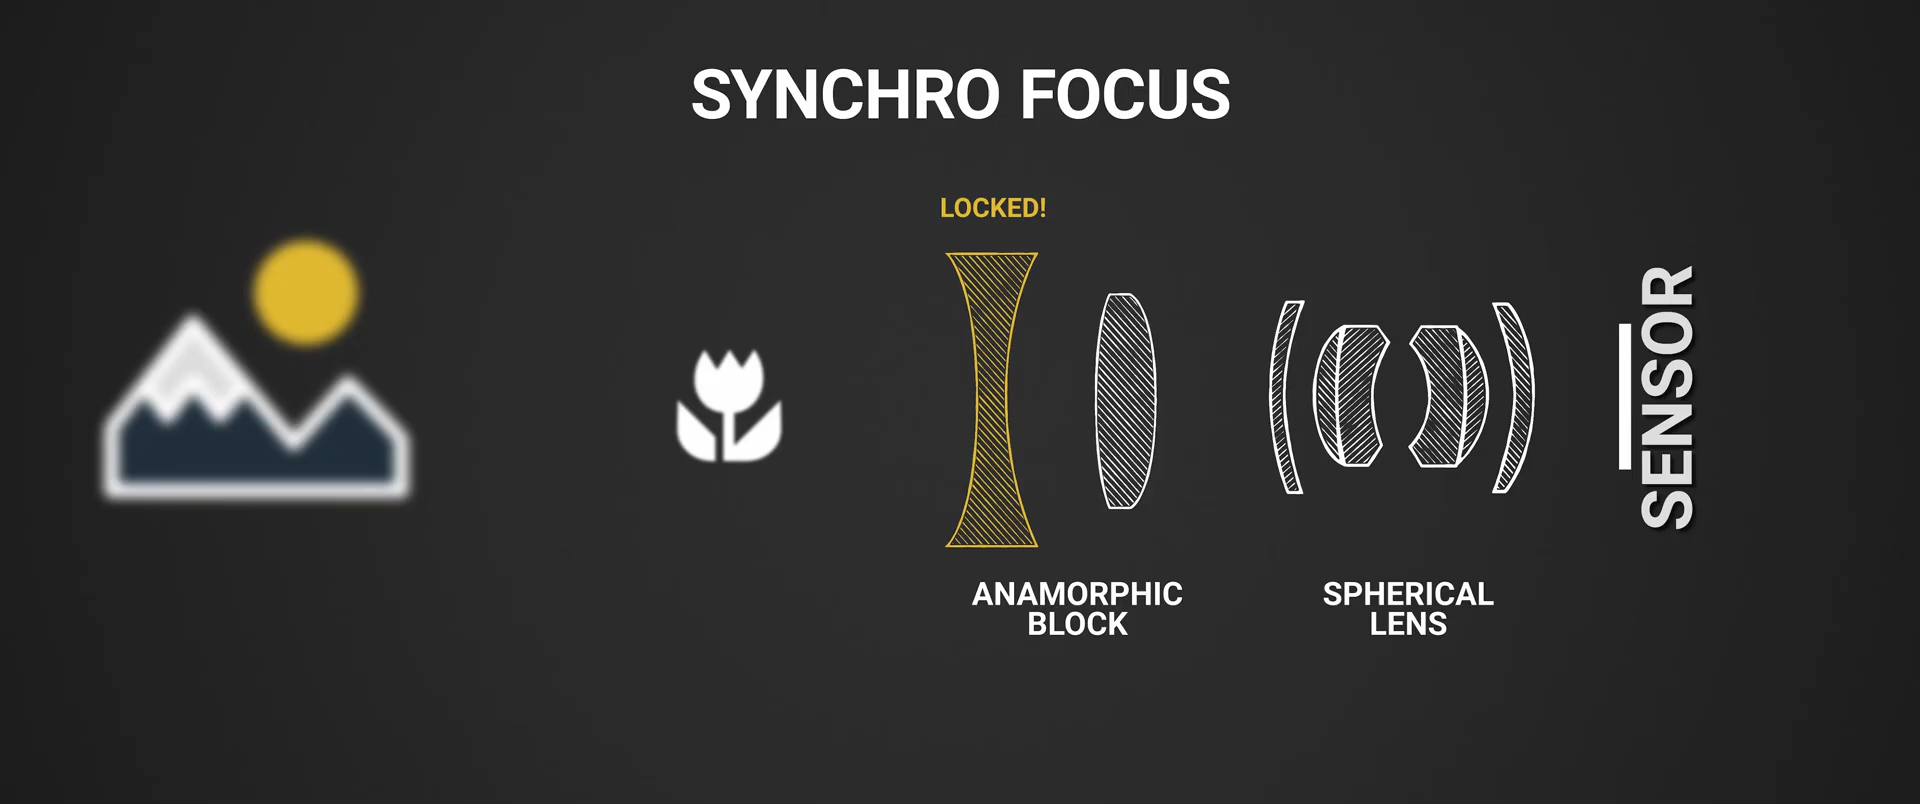 SYNCHRO FOCUS
LOCKED!
ANAMORPHIC
BLOCK
SPHERICAL
LENS
SENSOR